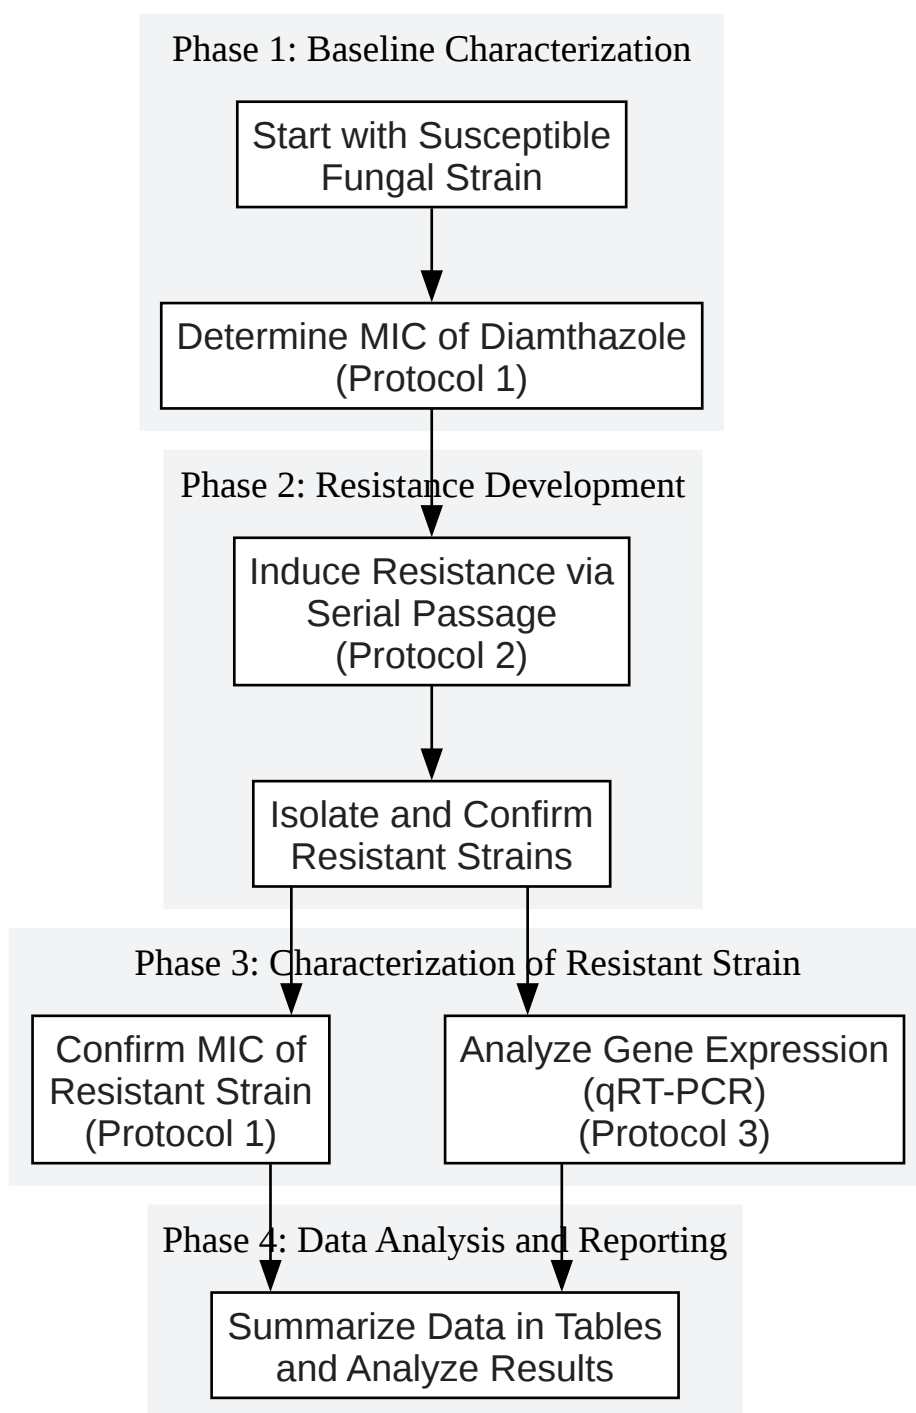 Phase 1: Baseline Characterization
Start with Susceptible
Fungal Strain
Determine MIC of Diamthazole
(Protocol 1)
Phase 2: Resistance Development
Induce Resistance via
Serial Passage
(Protocol 2)
Isolate and Confirm
Resistant Strains
Phase 3: Characterization of Resistant Strain
Confirm MIC of
Resistant Strain
(Protocol 1)
Analyze Gene Expression
(qRT-PCR)
(Protocol 3)
Phase 4: Data Analysis and Reporting
Summarize Data in Tables
and Analyze Results